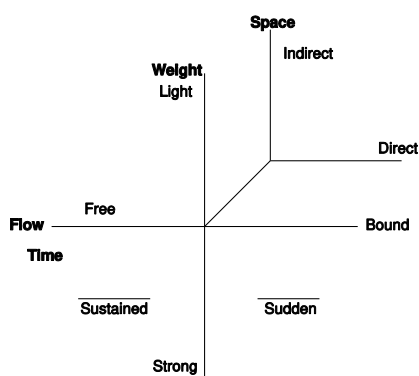 Space
Indirect
Weight
Light
Direct
Free
Flow
Bound
Time
Sustained
Sudden
Strong